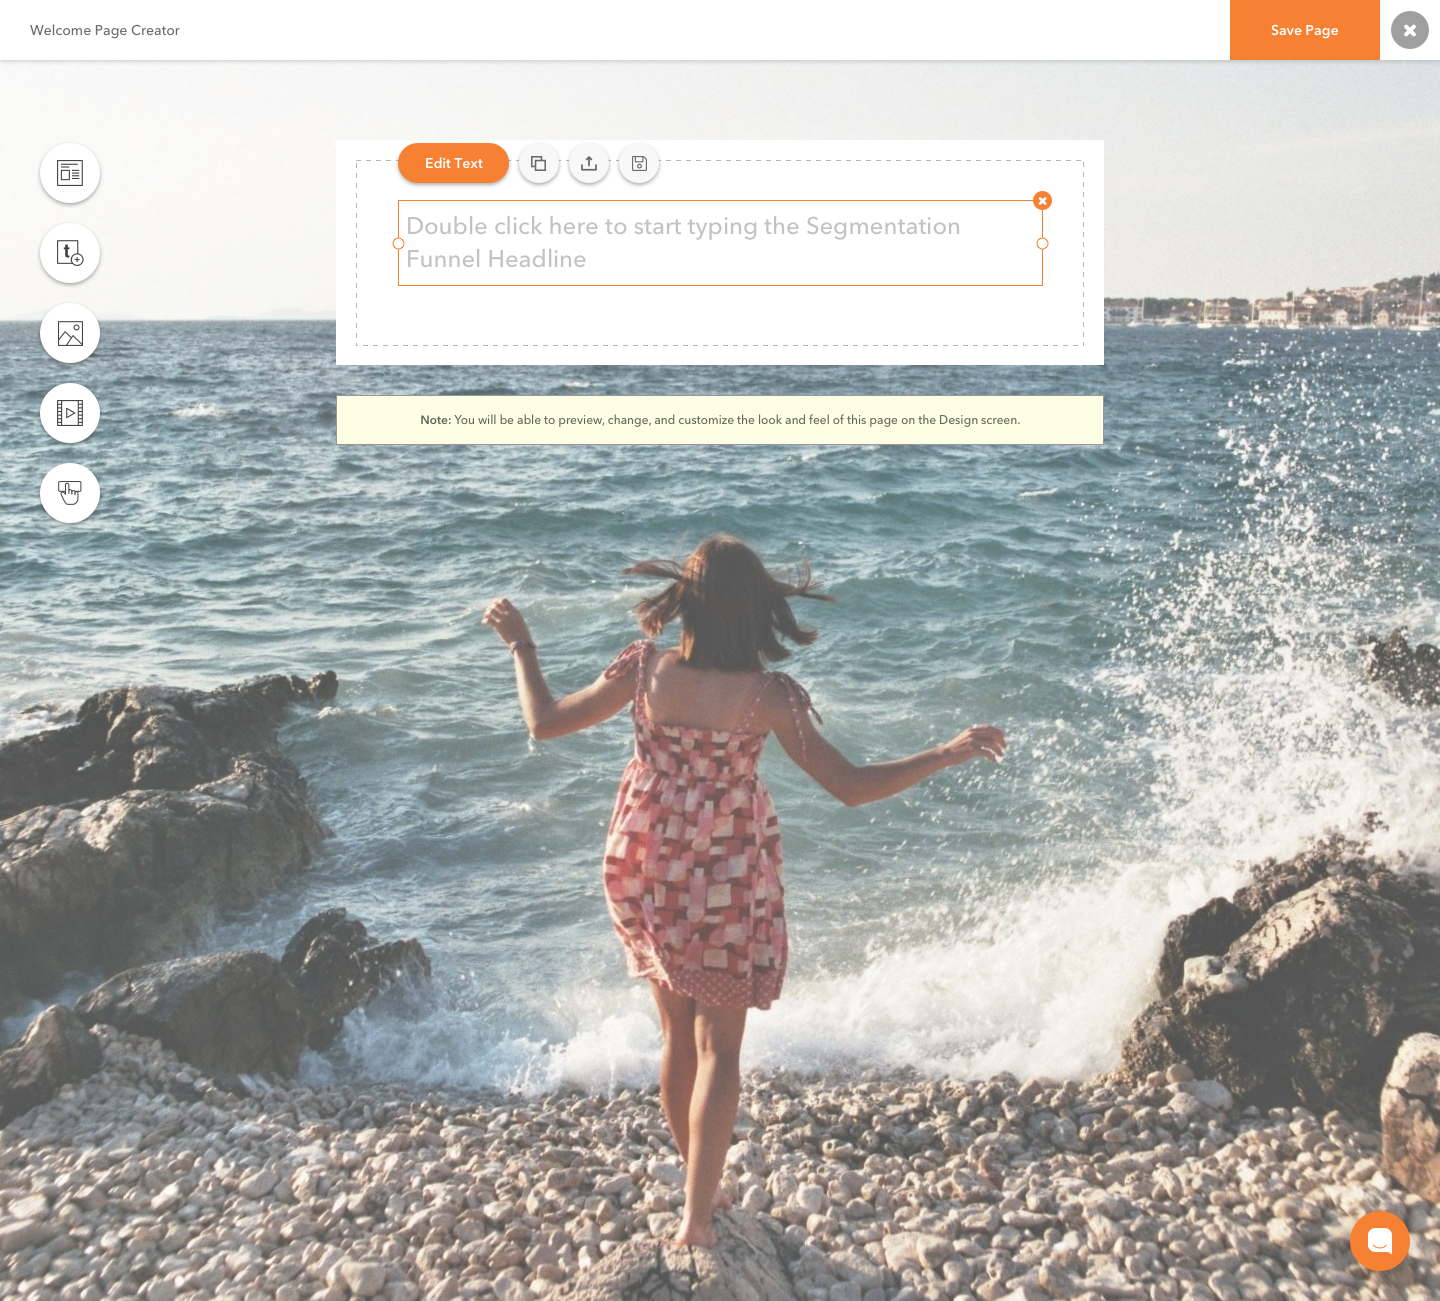 Welcome Page Creator
Save Page
Edit Text
Double click here to start typing the Segmentation
Funnel Headline
Note: You will be able to preview, change, and customize the look and feel of this page on the Design screen.
t